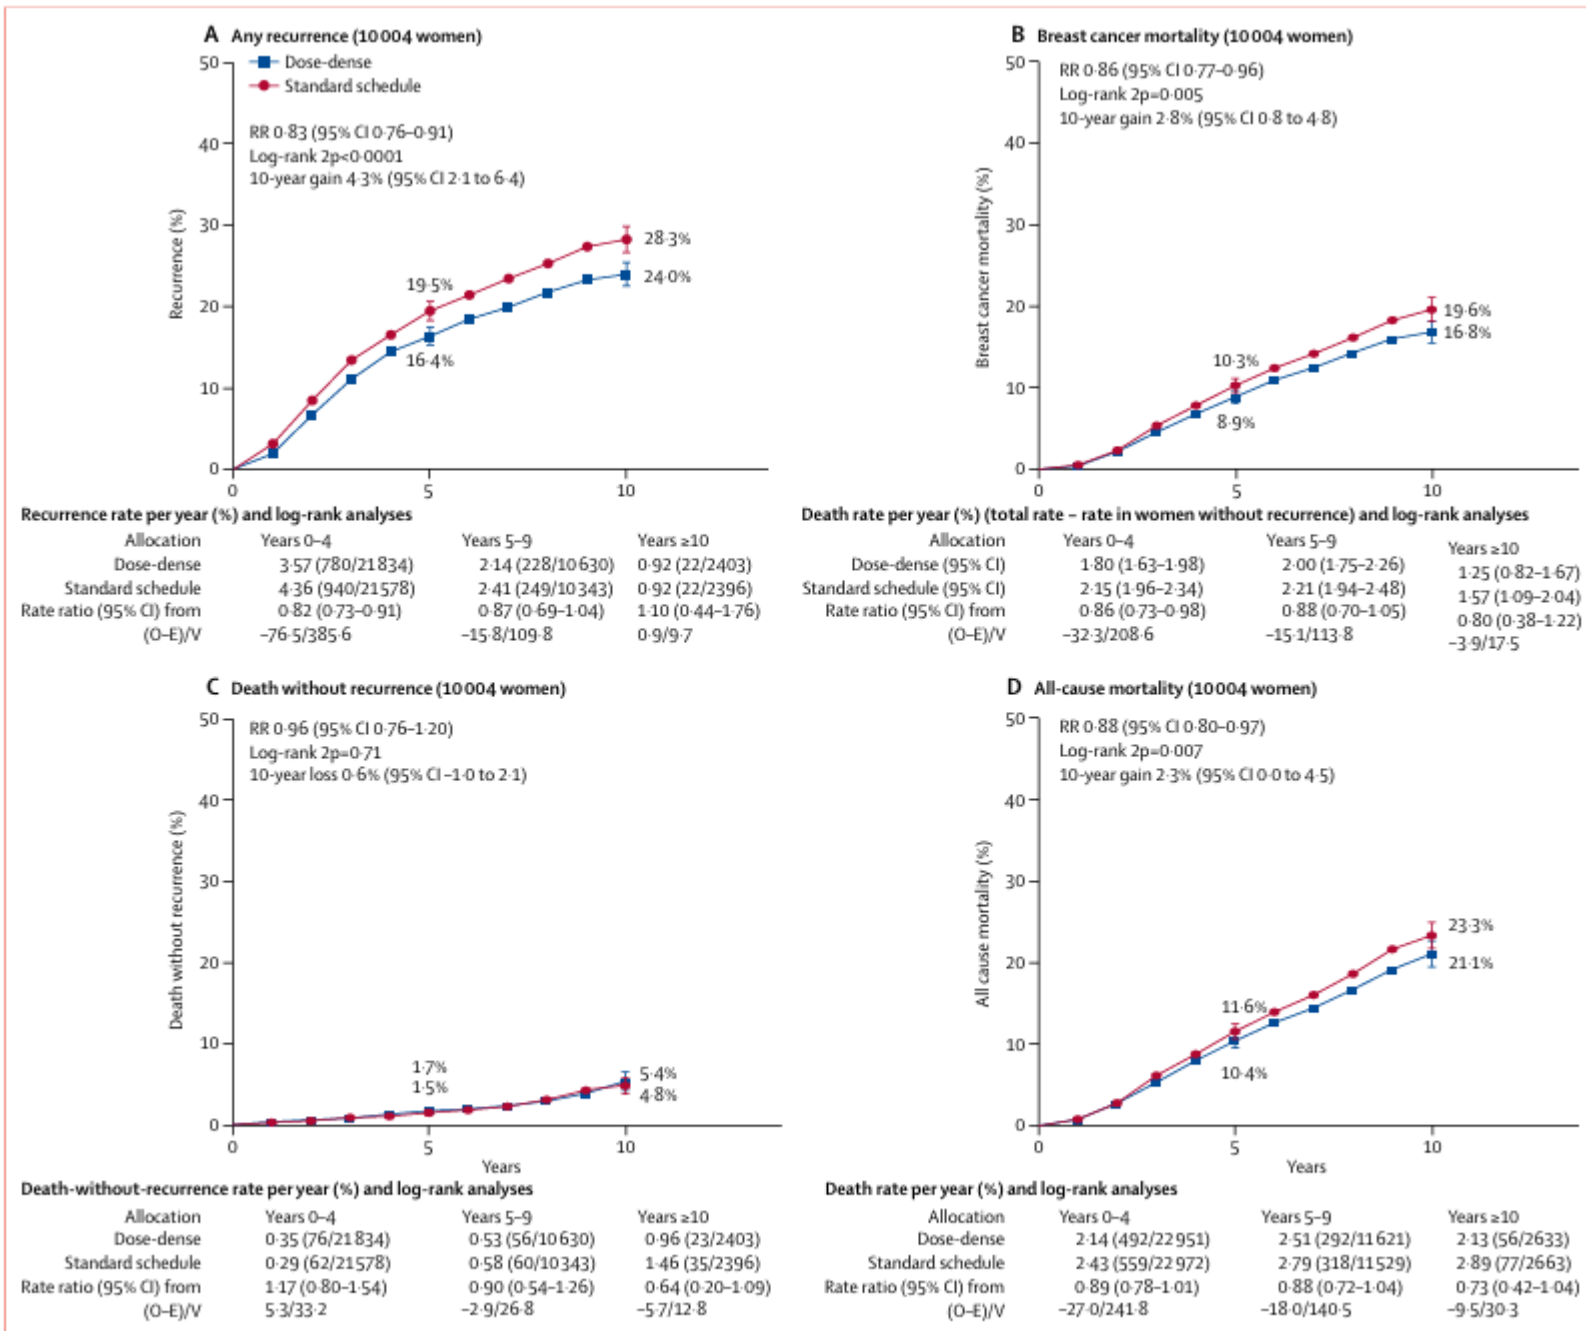 A Any recurrence (10 004 women)
Dose-dense
Standard schedule
RR 0·83 (95% CI 0·76–0·91)
Log-rank 2p<0·0001
10-year gain 4·3% (95% CI 2·1 to 6·4)
Recurrence (%)
50
40
30
20
10
0
19·5%
16·4%
28·3%
24·0%
0 5 10
Recurrence rate per year (%) and log-rank analyses
Allocation Years 0–4 Years 5–9 Years ≥10
Dose-dense 3·57 (780/21 834) 2·14 (228/10 630) 0·92 (22/2403)
Standard schedule 4·36 (940/21 578) 2·41 (249/10 343) 0·92 (22/2396)
Rate ratio (95% CI) from 0·82 (0·73–0·91) 0·87 (0·69–1·04) 1·10 (0·44–1·76)
(O–E)/V –76·5/385·6 –15·8/109·8 0·9/9·7
B Breast cancer mortality (10 004 women)
RR 0·86 (95% CI 0·77–0·96)
Log-rank 2p=0·005
10-year gain 2·8% (95% CI 0·8 to 4·8)
Breast cancer mortality (%)
50
40
30
20
10
0
10·3%
8·9%
19·6%
16·8%
0 5 10
Death rate per year (%) (total rate – rate in women without recurrence) and log-rank analyses
Allocation Years 0–4 Years 5–9 Years ≥10
Dose-dense (95% CI) 1·80 (1·63–1·98) 2·00 (1·75–2·26) 1·25 (0·82–1·67)
Standard schedule (95% CI) 2·15 (1·96–2·34) 2·21 (1·94–2·48) 1·57 (1·09–2·04)
Rate ratio (95% CI) from 0·86 (0·73–0·98) 0·88 (0·70–1·05) 0·80 (0·38–1·22)
(O–E)/V –32·3/208·6 –15·1/113·8 –3·9/17·5
C Death without recurrence (10 004 women)
RR 0·96 (95% CI 0·76–1·20)
Log-rank 2p=0·71
10-year loss 0·6% (95% CI –1·0 to 2·1)
Death without recurrence (%)
50
40
30
20
10
0
1·7%
1·5%
5·4%
4·8%
0 5 10
Years
Death-without-recurrence rate per year (%) and log-rank analyses
Allocation Years 0–4 Years 5–9 Years ≥10
Dose-dense 0·35 (76/21 834) 0·53 (56/10 630) 0·96 (23/2403)
Standard schedule 0·29 (62/21 578) 0·58 (60/10 343) 1·46 (35/2396)
Rate ratio (95% CI) from 1·17 (0·80–1·54) 0·90 (0·54–1·26) 0·64 (0·20–1·09)
(O–E)/V 5·3/33·2 –2·9/26·8 –5·7/12·8
D All-cause mortality (10 004 women)
RR 0·88 (95% CI 0·80–0·97)
Log-rank 2p=0·007
10-year gain 2·3% (95% CI 0·0 to 4·5)
All cause mortality (%)
50
40
30
20
10
0
11·6%
10·4%
23·3%
21·1%
0 5 10
Years
Death rate per year (%) and log-rank analyses
Allocation Years 0–4 Years 5–9 Years ≥10
Dose-dense 2·14 (492/22 951) 2·51 (292/11 621) 2·13 (56/2633)
Standard schedule 2·43 (559/22 972) 2·79 (318/11 529) 2·89 (77/2663)
Rate ratio (95% CI) from 0·89 (0·78–1·01) 0·88 (0·72–1·04) 0·73 (0·42–1·04)
(O–E)/V –27·0/241·8 –18·0/140·5 –9·5/30·3